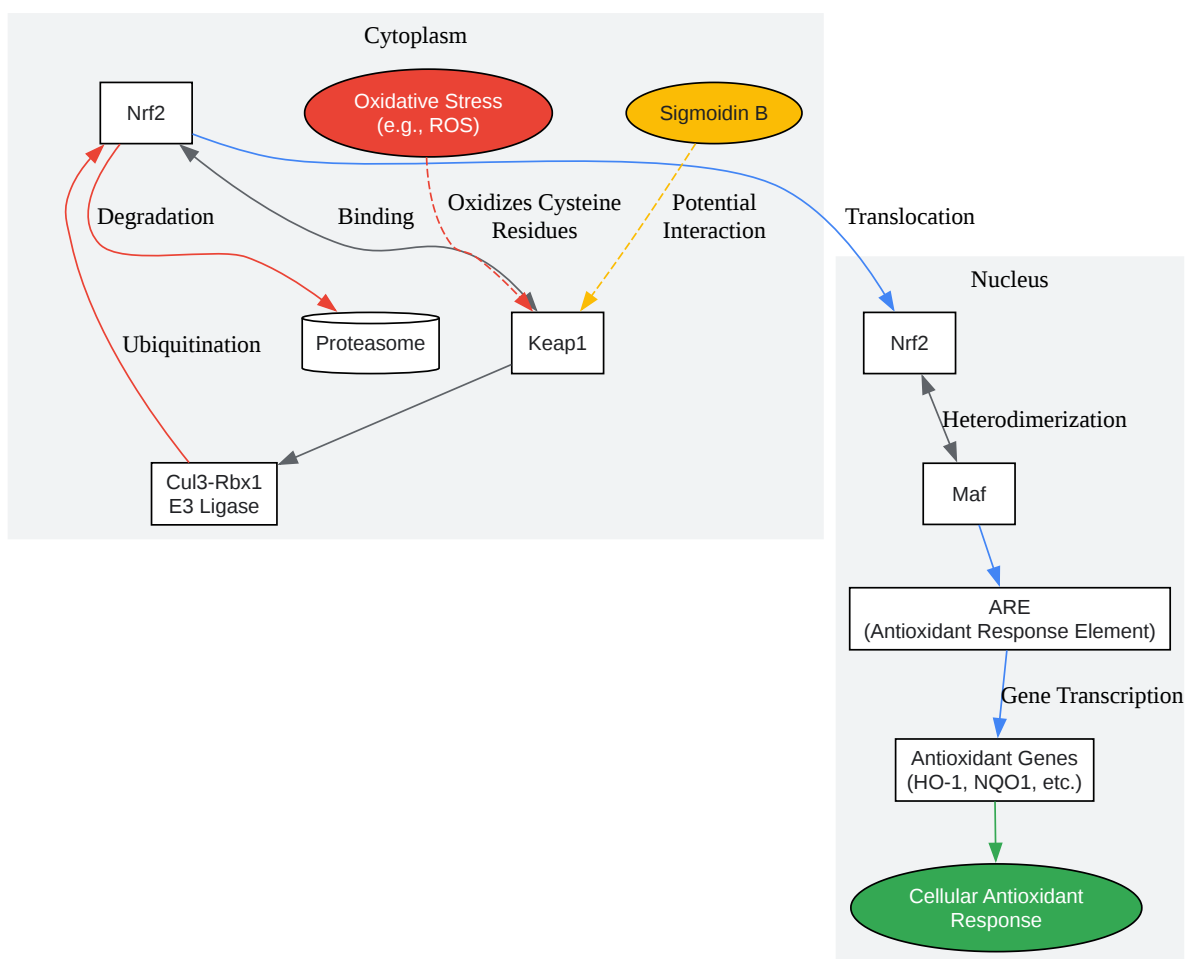 Cytoplasm
Nrf2
Oxidative Stress
(e.g., ROS)
Sigmoidin B
Degradation
Binding
Oxidizes Cysteine
Residues
Potential
Interaction
Translocation
Nucleus
Ubiquitination
Proteasome
Keap1
Nrf2
Heterodimerization
Cul3-Rbx1
E3 Ligase
Maf
ARE
(Antioxidant Response Element)
Gene Transcription
Antioxidant Genes
(HO-1, NQO1, etc.)
Cellular Antioxidant
Response